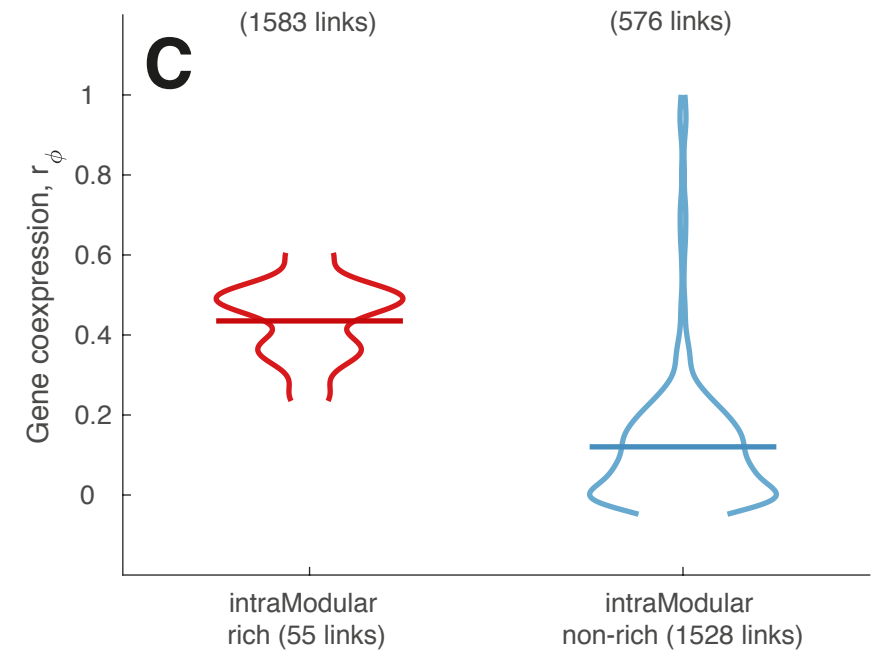 (1583 links)
(576 links)
C
Gene coexpression, r_ϕ
1
0.8
0.6
0.4
0.2
0
intraModular
rich (55 links)
intraModular
non-rich (1528 links)